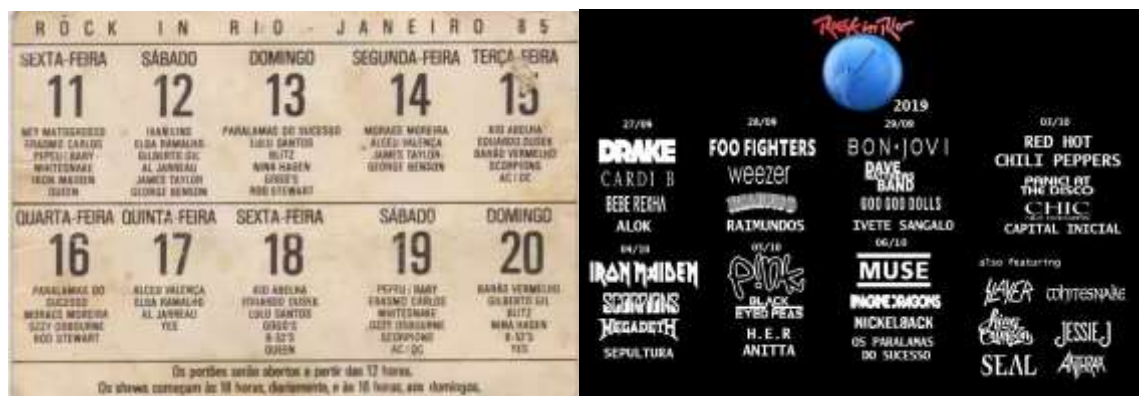 RÖCK IN RIO - JANEIRO 85
SEXTA-FEIRA
11
NEY MATOGROSSO
ERASMO CARLOS
PEPEU / BABY
WHITESNAKE
IRON MAIDEN
QUEEN
SÁBADO
12
IVAN LINS
ELBA RAMALHO
GILBERTO GIL
AL JARREAU
JAMES TAYLOR
GEORGE BENSON
DOMINGO
13
PARALAMAS DO SUCESSO
LULU SANTOS
BLITZ
NINA HAGEN
GOGO'S
ROD STEWART
SEGUNDA-FEIRA
14
MORAES MOREIRA
ALCEU VALENÇA
JAMES TAYLOR
GEORGE BENSON
TERÇA-FEIRA
15
KID ABELHA
EDUARDO DUSEK
BARÃO VERMELHO
SCORPIONS
AC / DC
QUARTA-FEIRA
16
PARALAMAS DO
SUCESSO
MORAES MOREIRA
OZZY OSBOURNE
ROD STEWART
QUINTA-FEIRA
17
ALCEU VALENÇA
ELBA RAMALHO
AL JARREAU
YES
SEXTA-FEIRA
18
KID ABELHA
EDUARDO DUSEK
LULU SANTOS
GOGO'S
B-52'S
QUEEN
SÁBADO
19
PEPEU / BABY
ERASMO CARLOS
WHITESNAKE
OZZY OSBOURNE
SCORPIONS
AC / DC
DOMINGO
20
BARÃO VERMELHO
GILBERTO GIL
BLITZ
NINA HAGEN
B-52'S
YES
Os portões serão abertos a partir das 12 horas.
Os shows começam às 18 horas, diariamente, e às 16 horas, aos domingos.
Rock in Rio
2019
27/09
DRAKE
CARDI B
BEBE REXHA
ALOK
28/09
FOO FIGHTERS
weezer
RAIMUNDOS
29/09
BON JOVI
DAVE
BAND
GOO GOO DOLLS
IVETE SANGALO
03/10
RED HOT
CHILI PEPPERS
PANIC! AT
THE DISCO
CHIC
CAPITAL INICIAL
04/10
IRON MAIDEN
SCORPIONS
MEGADETH
SEPULTURA
05/10
P!NK
BLACK
EYED PEAS
H.E.R
ANITTA
06/10
MUSE
IMAGINE DRAGONS
NICKELBACK
OS PARALAMAS
DO SUCESSO
also featuring
SLAYER
WHITESNAKE
King
Crimson
JESSIE J
SEAL
ANTHRAX